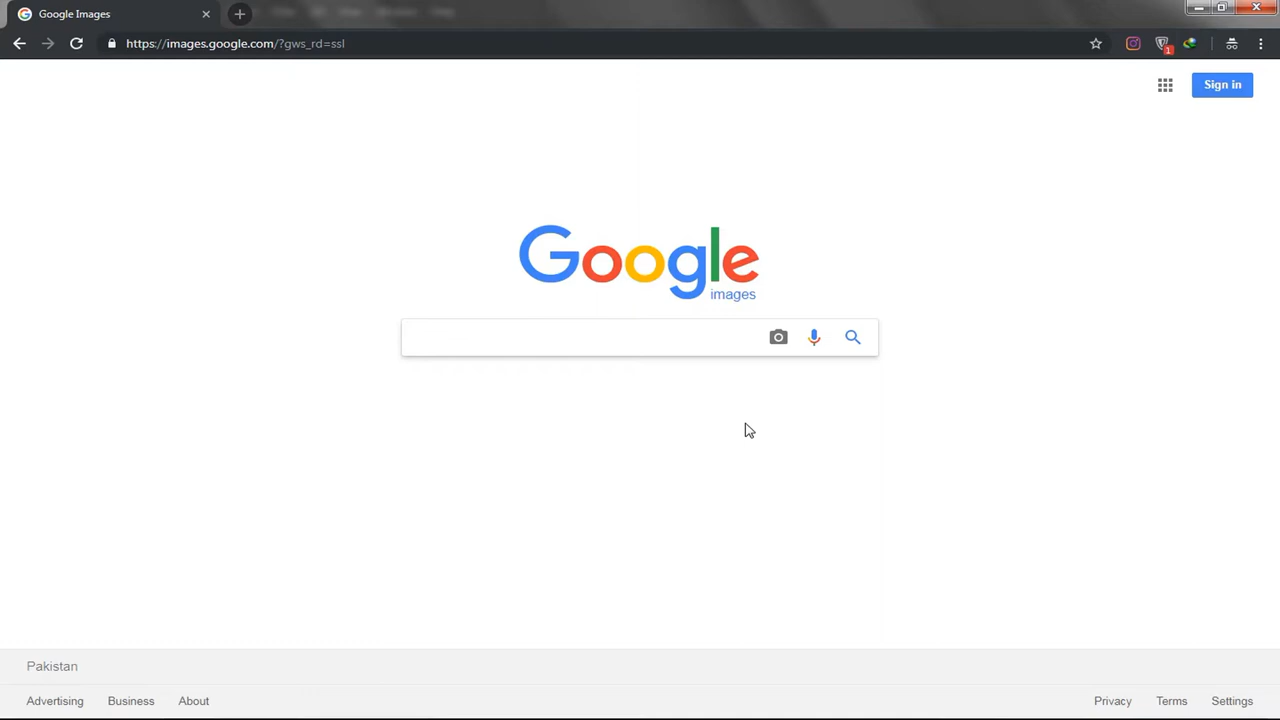 Google Images
https://images.google.com/?gws_rd=ssl
1
Sign in
Google
images
Pakistan
Advertising Business About
Privacy Terms Settings